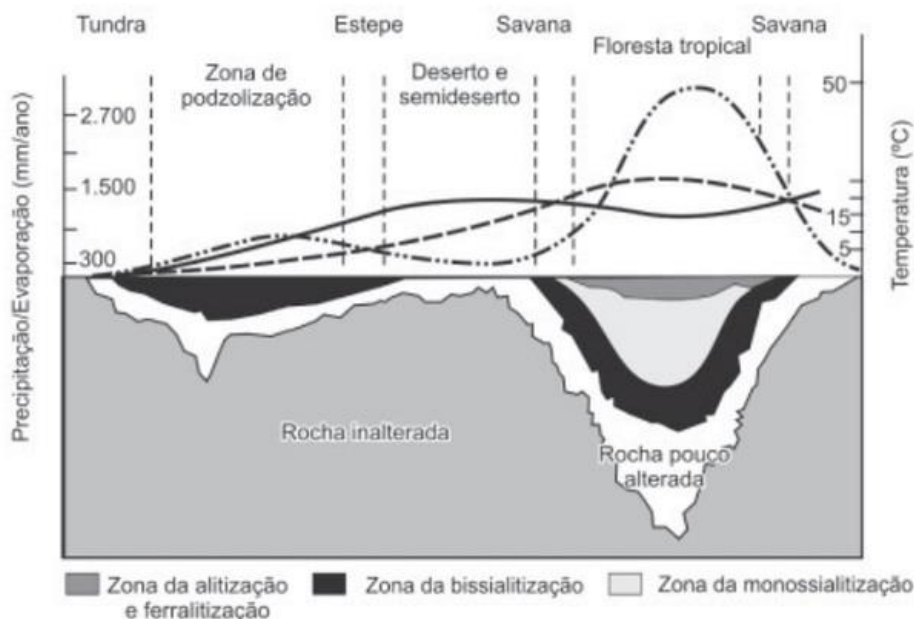 Tundra
Estepe
Savana
Savana
Floresta tropical
Zona de
podzolização
Deserto e
semideserto
Precipitação/Evaporação (mm/ano)
2.700
1.500
300
Temperatura (ºC)
50
15
5
Rocha inalterada
Rocha pouco
alterada
Zona da alitização
e ferralitização
Zona da bissialitização
Zona da monossialitização